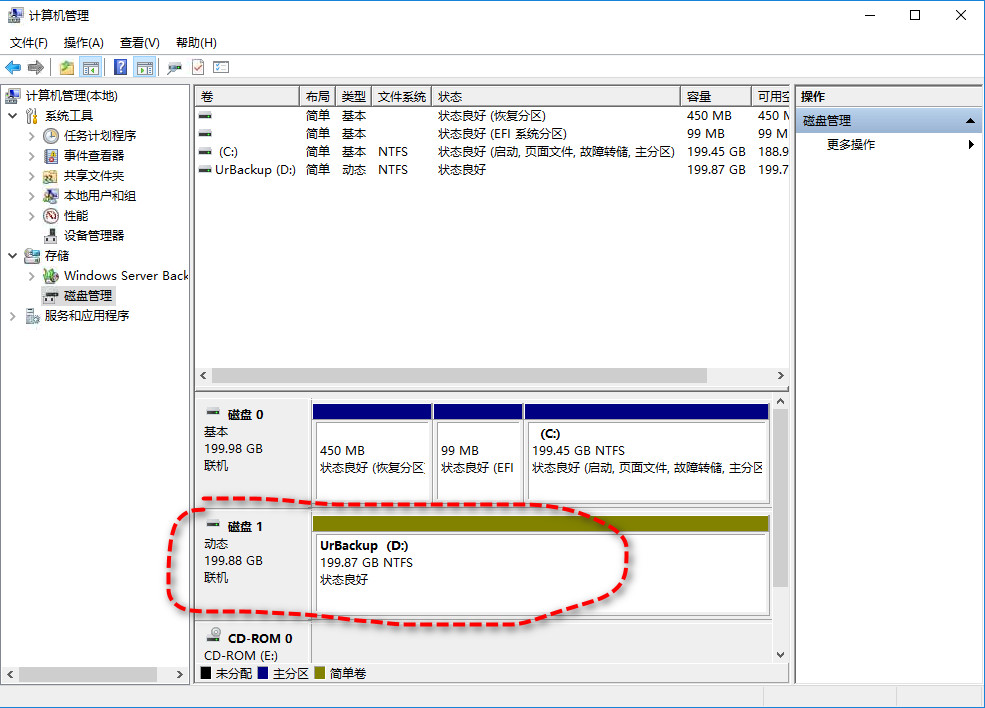 计算机管理
文件(F) 操作(A) 查看(V) 帮助(H)
计算机管理(本地)
系统工具
任务计划程序
事件查看器
共享文件夹
本地用户和组
性能
设备管理器
存储
Windows Server Back
磁盘管理
服务和应用程序
卷 布局 类型 文件系统 状态 容量 可用空
简单 基本 状态良好 (恢复分区) 450 MB 450 M
简单 基本 状态良好 (EFI 系统分区) 99 MB 99 M
(C:) 简单 基本 NTFS 状态良好 (启动, 页面文件, 故障转储, 主分区) 199.45 GB 188.9
UrBackup (D:) 简单 动态 NTFS 状态良好 199.87 GB 199.7
磁盘 0
基本
199.98 GB
联机
450 MB
状态良好 (恢复分区
99 MB
状态良好 (EFI
(C:)
199.45 GB NTFS
状态良好 (启动, 页面文件, 故障转储, 主分区
磁盘 1
动态
199.88 GB
联机
UrBackup (D:)
199.87 GB NTFS
状态良好
CD-ROM 0
CD-ROM (E:)
未分配 主分区 简单卷
操作
磁盘管理
更多操作